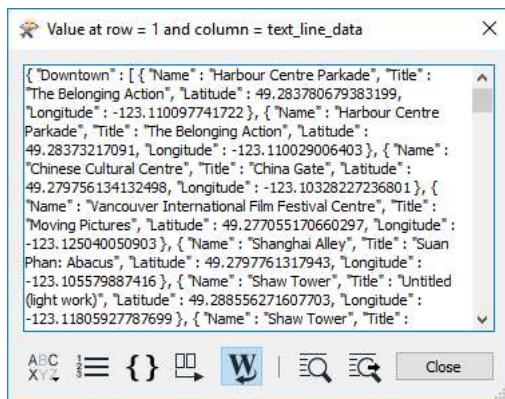 Value at row = 1 and column = text_line_data
{ "Downtown" : [ { "Name" : "Harbour Centre Parkade", "Title" :
"The Belonging Action", "Latitude" : 49.283780679383199,
"Longitude" : -123.110097741722 }, { "Name" : "Harbour Centre
Parkade", "Title" : "The Belonging Action", "Latitude" :
49.28373217091, "Longitude" : -123.110029006403 }, { "Name" :
"Chinese Cultural Centre", "Title" : "China Gate", "Latitude" :
49.279756134132498, "Longitude" : -123.10328227236801 }, {
"Name" : "Vancouver International Film Festival Centre", "Title" :
"Moving Pictures", "Latitude" : 49.277055170660297, "Longitude" :
-123.125040050903 }, { "Name" : "Shanghai Alley", "Title" : "Suan
Phan: Abacus", "Latitude" : 49.2797761317943, "Longitude" :
-123.105579887416 }, { "Name" : "Shaw Tower", "Title" : "Untitled
(light work)", "Latitude" : 49.288556271607703, "Longitude" :
-123.11805927787699 }, { "Name" : "Shaw Tower", "Title" :
ABC
XYZ
1
2
3
{ }
W
Close